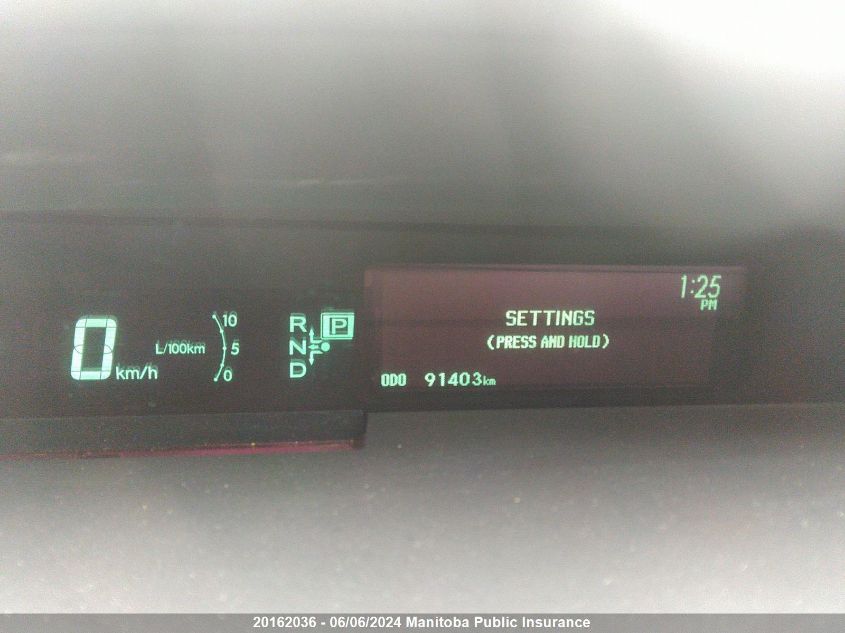 0 km/h
L/100km
10
5
0
R
P
N
D
1:25
PM
SETTINGS
(PRESS AND HOLD)
ODO 91403km
20162036 - 06/06/2024 Manitoba Public Insurance